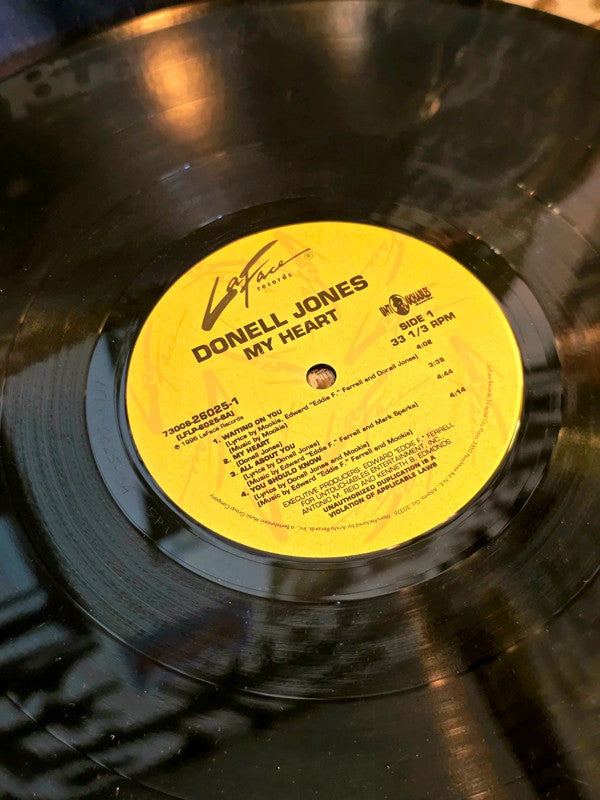 LaFace
records
DONELL JONES
MY HEART
SIDE 1
33 1/3 RPM
73008-26025-1
(LFLP-6025-SA)
℗ 1996 LaFace Records
1. WAITING ON YOU 4:02
(Lyrics by Mookie, Edward "Eddie F." Ferrell and Donell Jones)
(Music by Mookie)
2. MY HEART 3:38
(Donell Jones)
3. ALL ABOUT YOU 4:44
(Lyrics by Donell Jones)
(Music by Edward "Eddie F." Ferrell and Mark Sparks)
4. YOU SHOULD KNOW 4:14
(Lyrics by Donell Jones and Mookie)
(Music by Edward "Eddie F." Ferrell and Mookie)
EXECUTIVE PRODUCERS: EDWARD "EDDIE F." FERRELL
FOR UNTOUCHABLES ENTERTAINMENT, INC.,
ANTONIO M. REID AND KENNETH B. EDMONDS
UNAUTHORIZED DUPLICATION IS A
VIOLATION OF APPLICABLE LAWS